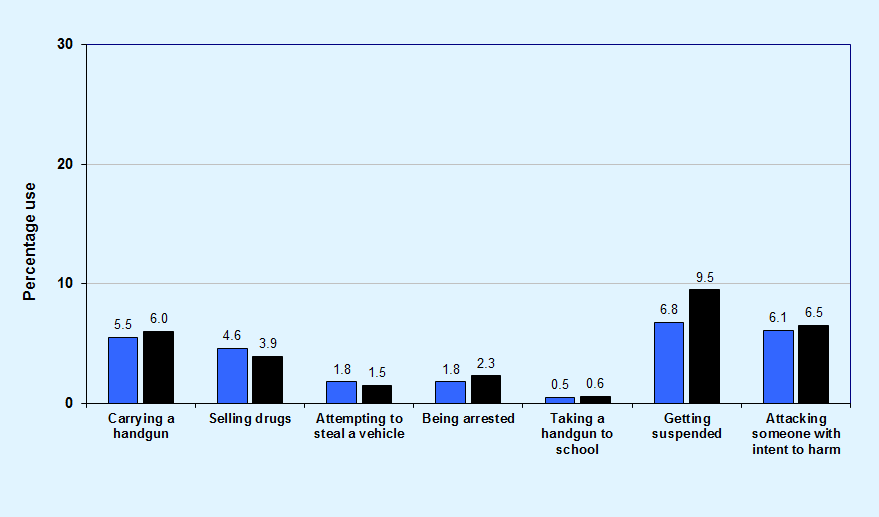 30
20
10
0
Percentage use
5.5
6.0
4.6
3.9
1.8
1.5
1.8
2.3
0.5
0.6
6.8
9.5
6.1
6.5
Carrying a
handgun
Selling drugs
Attempting to
steal a vehicle
Being arrested
Taking a
handgun to
school
Getting
suspended
Attacking
someone with
intent to harm